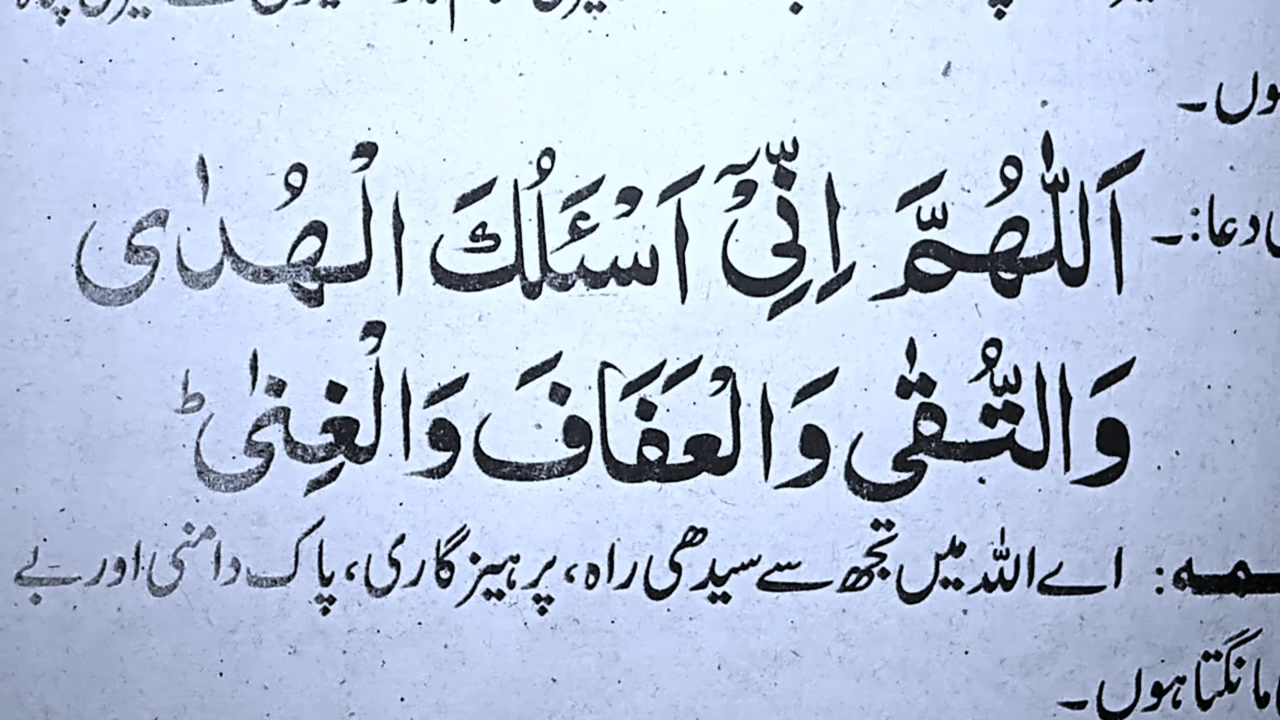 وں۔
دعا:۔
اَللّٰهُمَّ اِنِّیْٓ اَسْئَلُكَ الْهُدٰی
وَالتُّقٰی وَالْعَفَافَ وَالْغِنٰیؕ
مہ: اے اللہ میں تجھ سے سیدھی راہ، پرہیزگاری، پاک دامنی اور بے
مانگتا ہوں۔